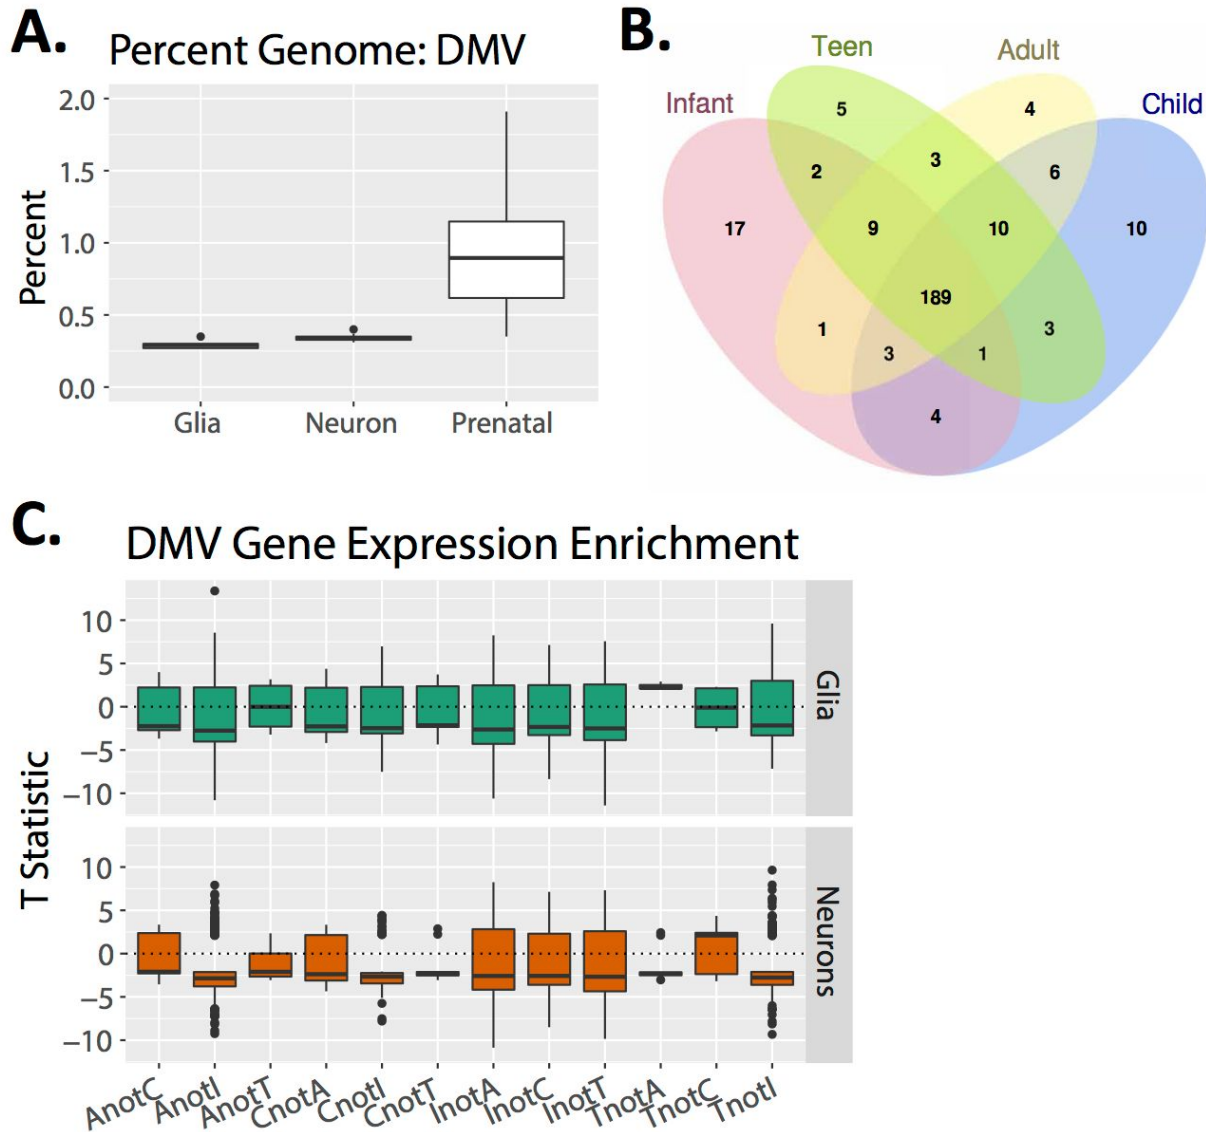 A.
Percent Genome: DMV
Percent
2.0
1.5
1.0
0.5
0.0
Glia Neuron Prenatal
B.
Infant Teen Adult Child
5 4
3
2 6
17 9 10 10
189
1 3
3 1
4
C.
DMV Gene Expression Enrichment
T Statistic
10
5
0
−5
−10
Glia
10
5
0
−5
−10
Neurons
AnotC AnotI AnotT CnotA CnotI CnotT InotA InotC InotT TnotA TnotC TnotI